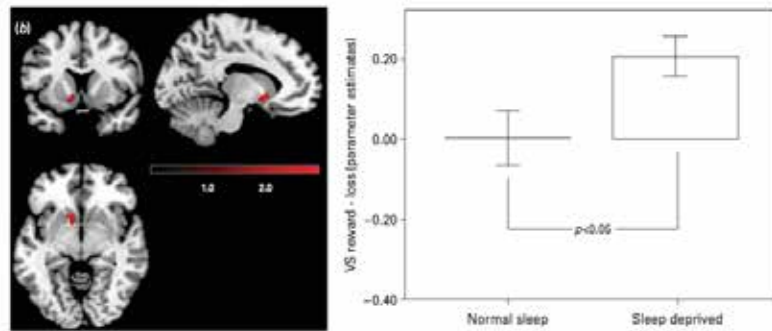 (b)
1.0 2.0
VS reward - loss (parameter estimates)
0.20
0.00
−0.20
−0.40
p<0.05
Normal sleep Sleep deprived